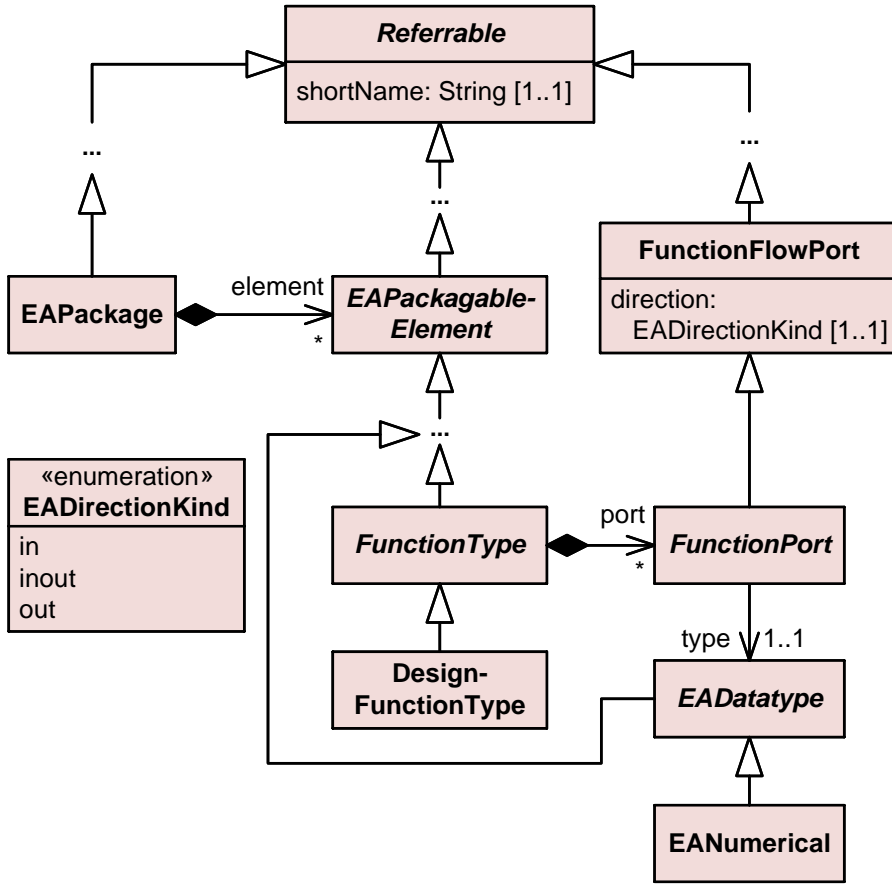 Referrable
shortName: String [1..1]
...
...
...
FunctionFlowPort
direction:
EADirectionKind [1..1]
EAPackage
element
*
EAPackagable-
Element
...
«enumeration»
EADirectionKind
in
inout
out
FunctionType
port
*
FunctionPort
type
1..1
Design-
FunctionType
EADatatype
EANumerical